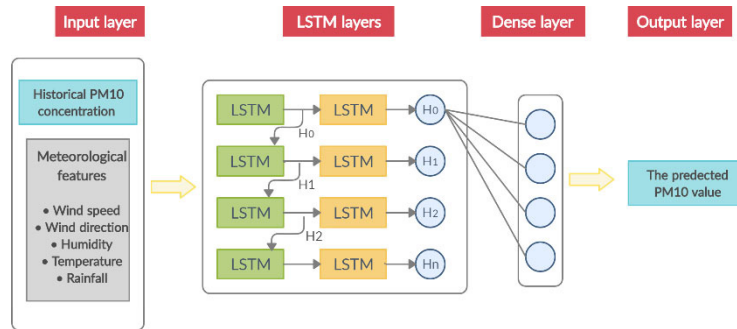 Input layer
LSTM layers
Dense layer
Output layer
Historical PM10
concentration
Meteorological
features
• Wind speed
• Wind direction
• Humidity
• Temperature
• Rainfall
LSTM
LSTM
H0
H0
LSTM
LSTM
H1
H1
LSTM
LSTM
H2
H2
LSTM
LSTM
Hn
The predected
PM10 value